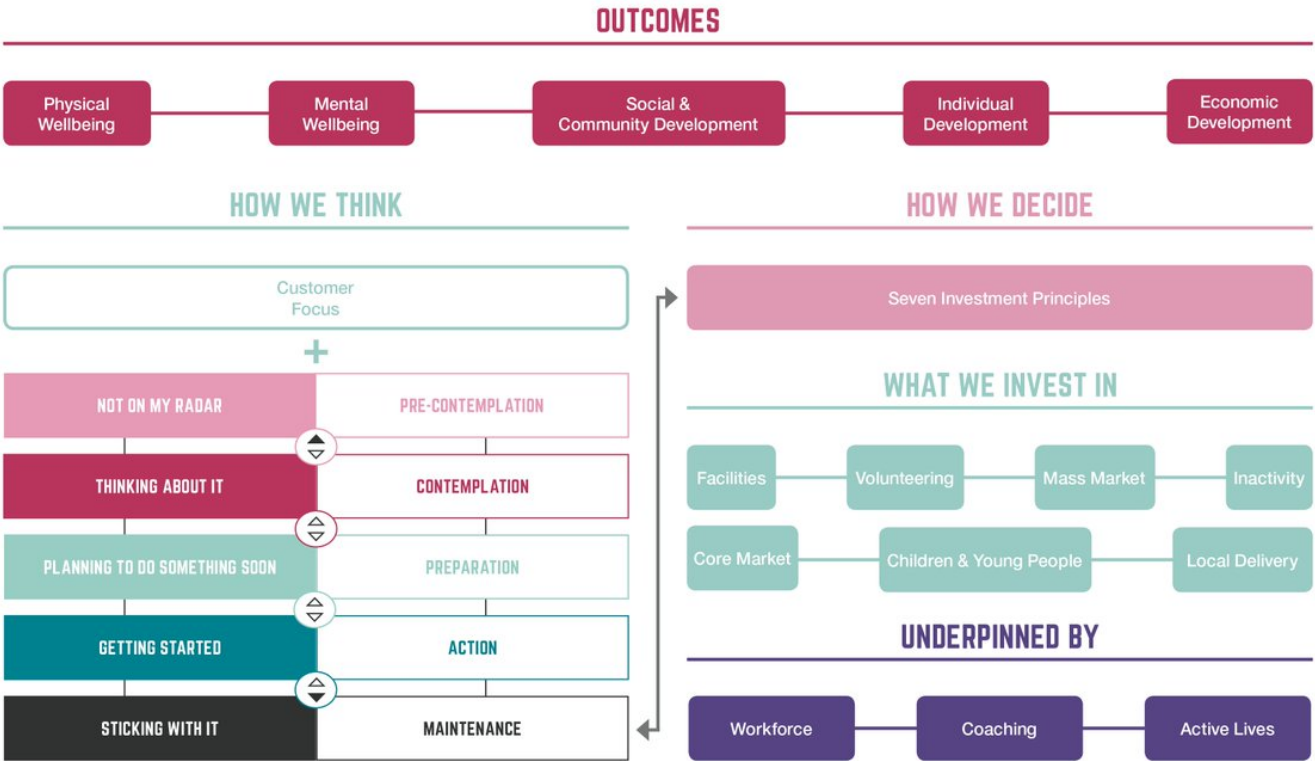 OUTCOMES
Physical
Wellbeing
Mental
Wellbeing
Social &
Community Development
Individual
Development
Economic
Development
HOW WE THINK
Customer
Focus
+
NOT ON MY RADAR
PRE-CONTEMPLATION
THINKING ABOUT IT
CONTEMPLATION
PLANNING TO DO SOMETHING SOON
PREPARATION
GETTING STARTED
ACTION
STICKING WITH IT
MAINTENANCE
HOW WE DECIDE
Seven Investment Principles
WHAT WE INVEST IN
Facilities
Volunteering
Mass Market
Inactivity
Core Market
Children & Young People
Local Delivery
UNDERPINNED BY
Workforce
Coaching
Active Lives